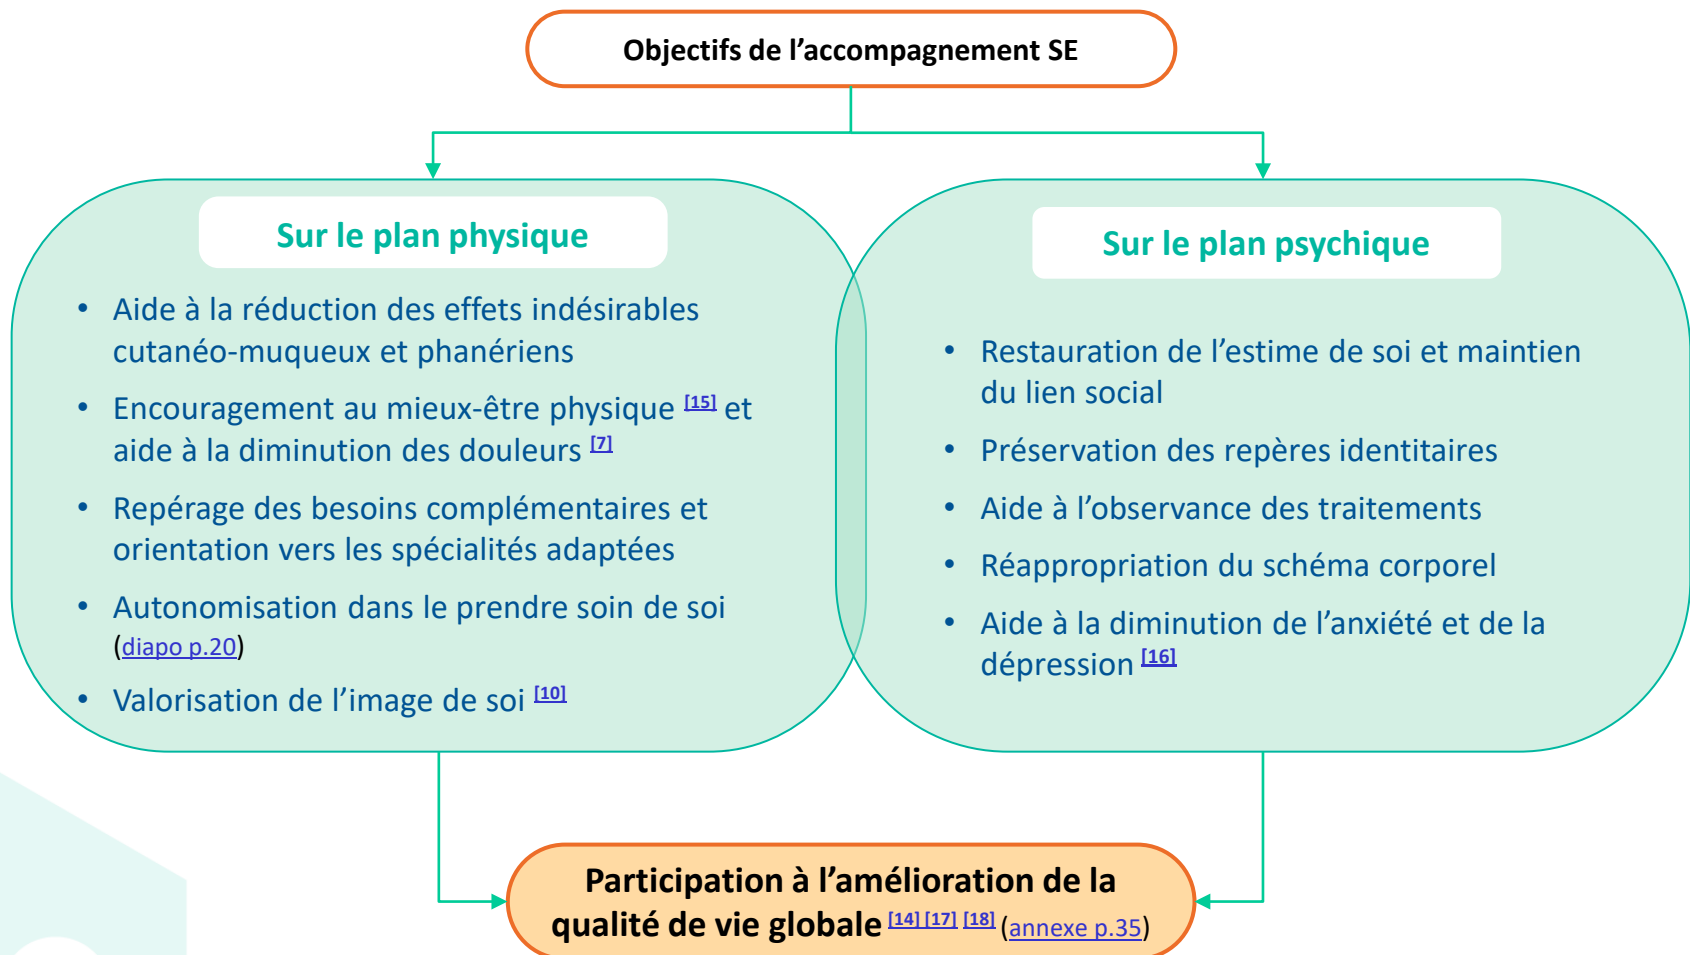 Objectifs de l’accompagnement SE
Sur le plan physique
• Aide à la réduction des effets indésirables
cutanéo-muqueux et phanériens
• Encouragement au mieux-être physique [15] et
aide à la diminution des douleurs [7]
• Repérage des besoins complémentaires et
orientation vers les spécialités adaptées
• Autonomisation dans le prendre soin de soi
(diapo p.20)
• Valorisation de l’image de soi [10]
Sur le plan psychique
• Restauration de l’estime de soi et maintien
du lien social
• Préservation des repères identitaires
• Aide à l’observance des traitements
• Réappropriation du schéma corporel
• Aide à la diminution de l’anxiété et de la
dépression [16]
Participation à l’amélioration de la
qualité de vie globale [14] [17] [18] (annexe p.35)